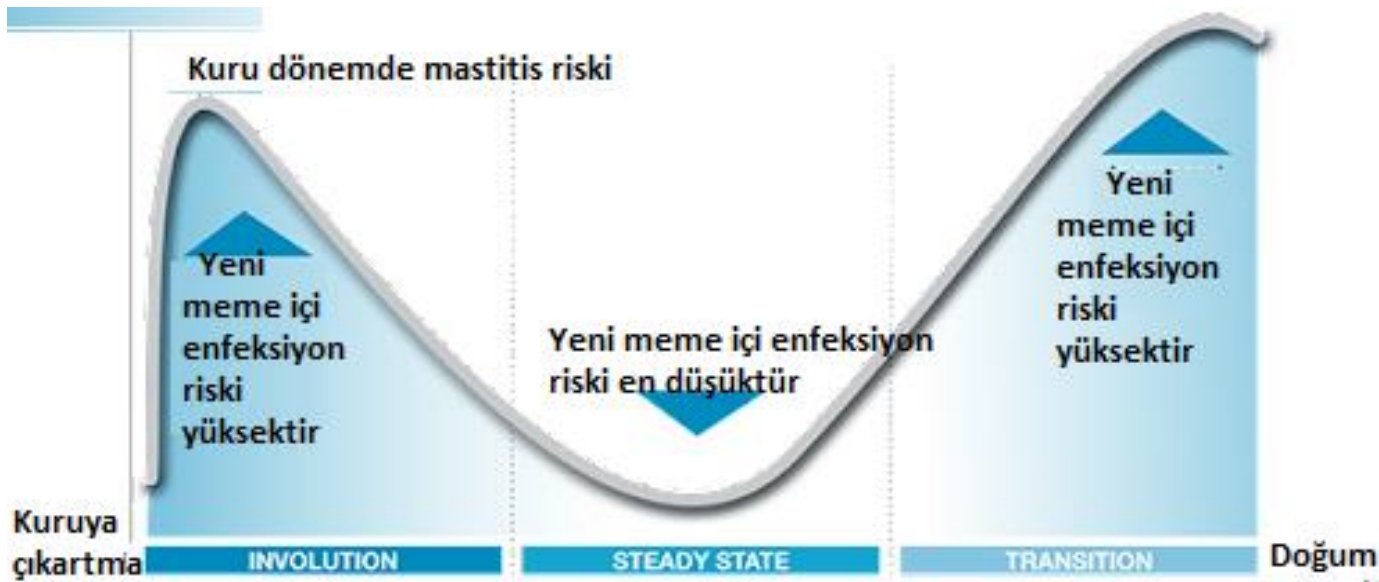 Kuru dönemde mastitis riski
Yeni
meme içi
enfeksiyon
riski
yüksektir
Yeni meme içi enfeksiyon
riski en düşüktür
Yeni
meme içi
enfeksiyon
riski
yüksektir
Kuruya
çıkartma
INVOLUTION
STEADY STATE
TRANSITION
Doğum